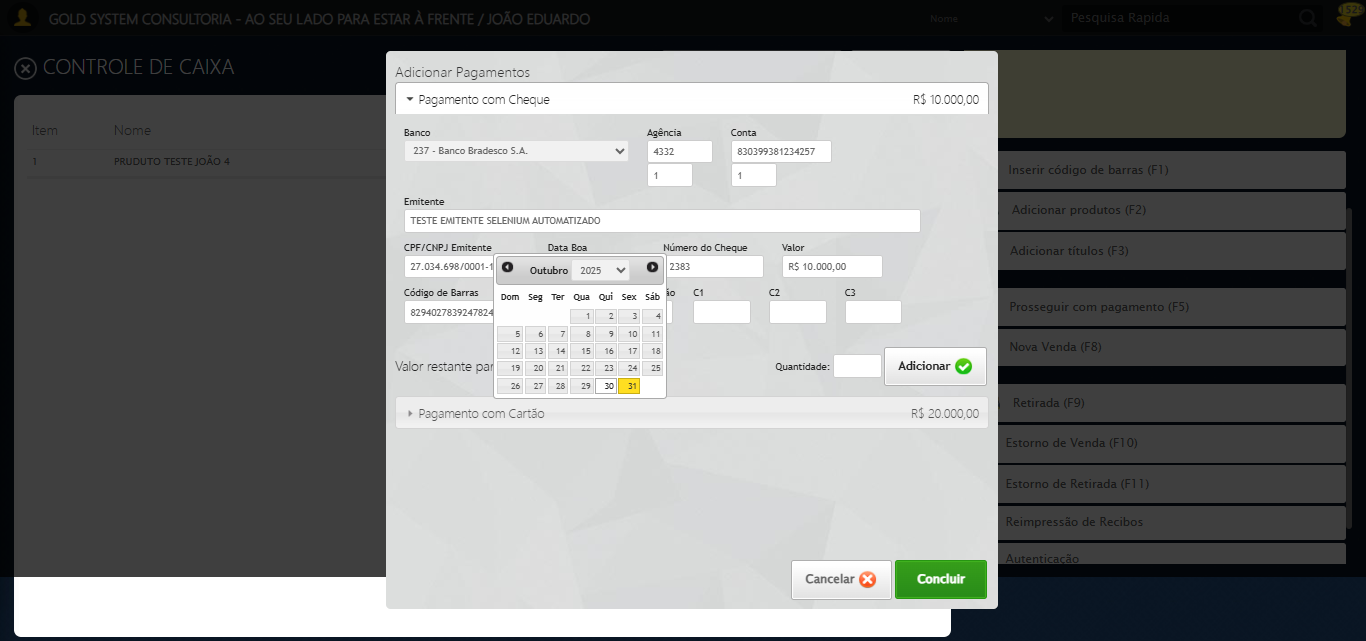 GOLD SYSTEM CONSULTORIA - AO SEU LADO PARA ESTAR À FRENTE / JOÃO EDUARDO
Nome
Pesquisa Rapida
CONTROLE DE CAIXA
Item Nome
1 PRUDUTO TESTE JOÃO 4
Adicionar Pagamentos
Pagamento com Cheque R$ 10.000,00
Banco Agência Conta
237 - Banco Bradesco S.A. 4332 830399381234257
1 1
Emitente
TESTE EMITENTE SELENIUM AUTOMATIZADO
CPF/CNPJ Emitente Data Boa Número do Cheque Valor
27.034.698/0001-1 2383 R$ 10.000,00
Código de Barras ão C1 C2 C3
8294027839247824
Outubro 2025
Dom Seg Ter Qua Qui Sex Sáb
1 2 3 4
5 6 7 8 9 10 11
12 13 14 15 16 17 18
19 20 21 22 23 24 25
26 27 28 29 30 31
Valor restante par Quantidade: Adicionar
Pagamento com Cartão R$ 20.000,00
Cancelar Concluir
Inserir código de barras (F1)
Adicionar produtos (F2)
Adicionar títulos (F3)
Prosseguir com pagamento (F5)
Nova Venda (F8)
Retirada (F9)
Estorno de Venda (F10)
Estorno de Retirada (F11)
Reimpressão de Recibos
Autenticação